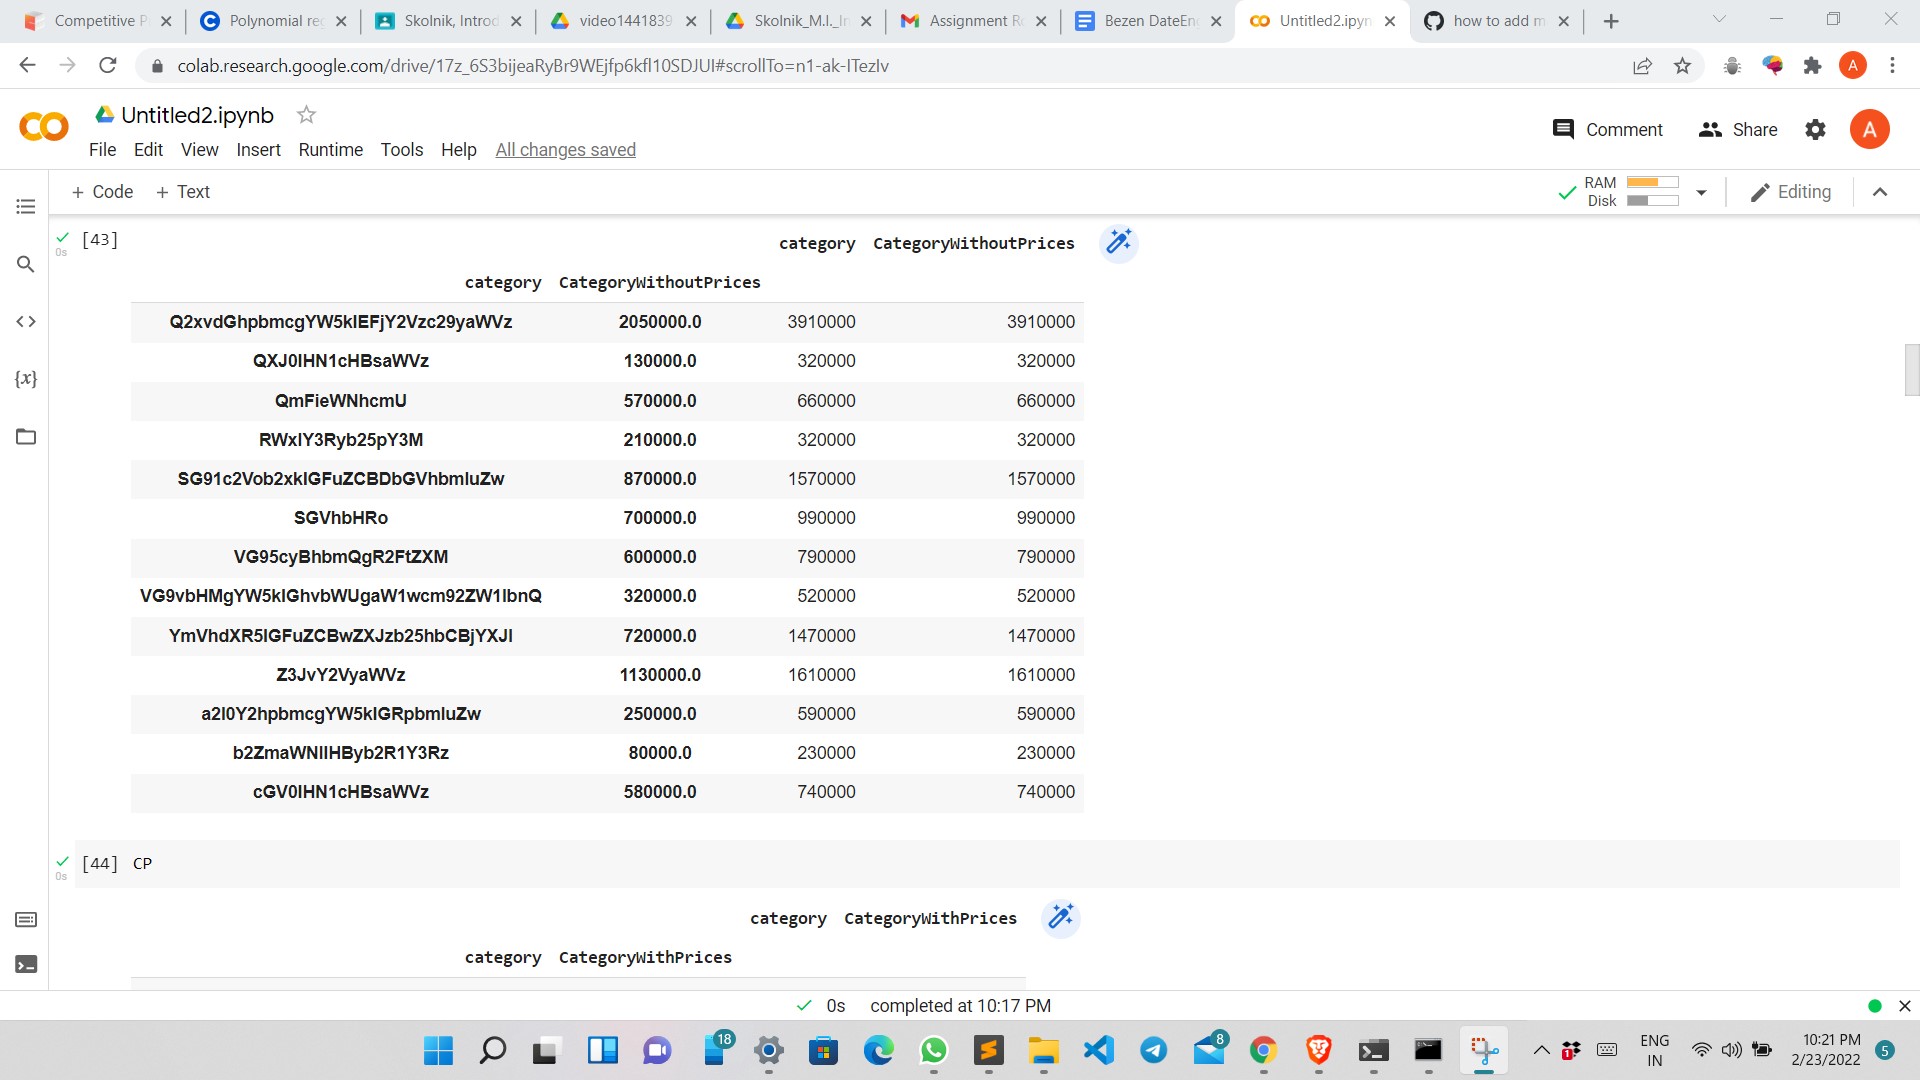 Competitive P
Polynomial reg
Skolnik, Introd
video1441839
Skolnik_M.I._In
Assignment Ro
Bezen DateEnc
Untitled2.ipyn
how to add m
colab.research.google.com/drive/17z_6S3bijeaRyBr9WEjfp6kfl10SDJUI#scrollTo=n1-ak-ITezIv
A
Untitled2.ipynb
Comment
Share
A
File Edit View Insert Runtime Tools Help All changes saved
+ Code + Text
RAM
Disk
Editing
[43]
0s
category CategoryWithoutPrices
category CategoryWithoutPrices
Q2xvdGhpbmcgYW5kIEFjY2Vzc29yaWVz 2050000.0 3910000 3910000
QXJ0IHN1cHBsaWVz 130000.0 320000 320000
QmFieWNhcmU 570000.0 660000 660000
RWxlY3Ryb25pY3M 210000.0 320000 320000
SG91c2Vob2xkIGFuZCBDbGVhbmluZw 870000.0 1570000 1570000
SGVhbHRo 700000.0 990000 990000
VG95cyBhbmQgR2FtZXM 600000.0 790000 790000
VG9vbHMgYW5kIGhvbWUgaW1wcm92ZW1lbnQ 320000.0 520000 520000
YmVhdXR5IGFuZCBwZXJzb25hbCBjYXJl 720000.0 1470000 1470000
Z3JvY2VyaWVz 1130000.0 1610000 1610000
a2l0Y2hpbmcgYW5kIGRpbmluZw 250000.0 590000 590000
b2ZmaWNlIHByb2R1Y3Rz 80000.0 230000 230000
cGV0IHN1cHBsaWVz 580000.0 740000 740000
[44] CP
0s
category CategoryWithPrices
category CategoryWithPrices
0s completed at 10:17 PM
18
8
1
ENG
IN
10:21 PM
2/23/2022
5